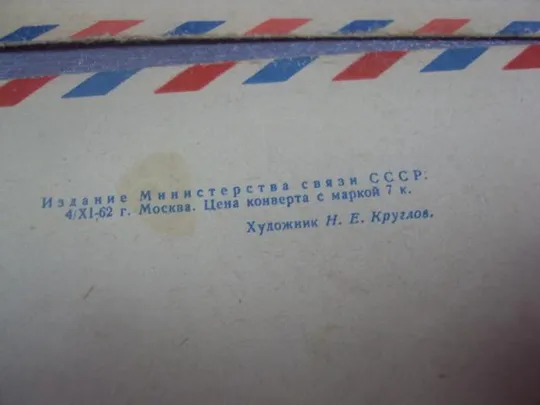 Издание Министерства связи СССР.
4/XI-62 г. Москва. Цена конверта с маркой 7 к.
Художник Н. Е. Круглов.